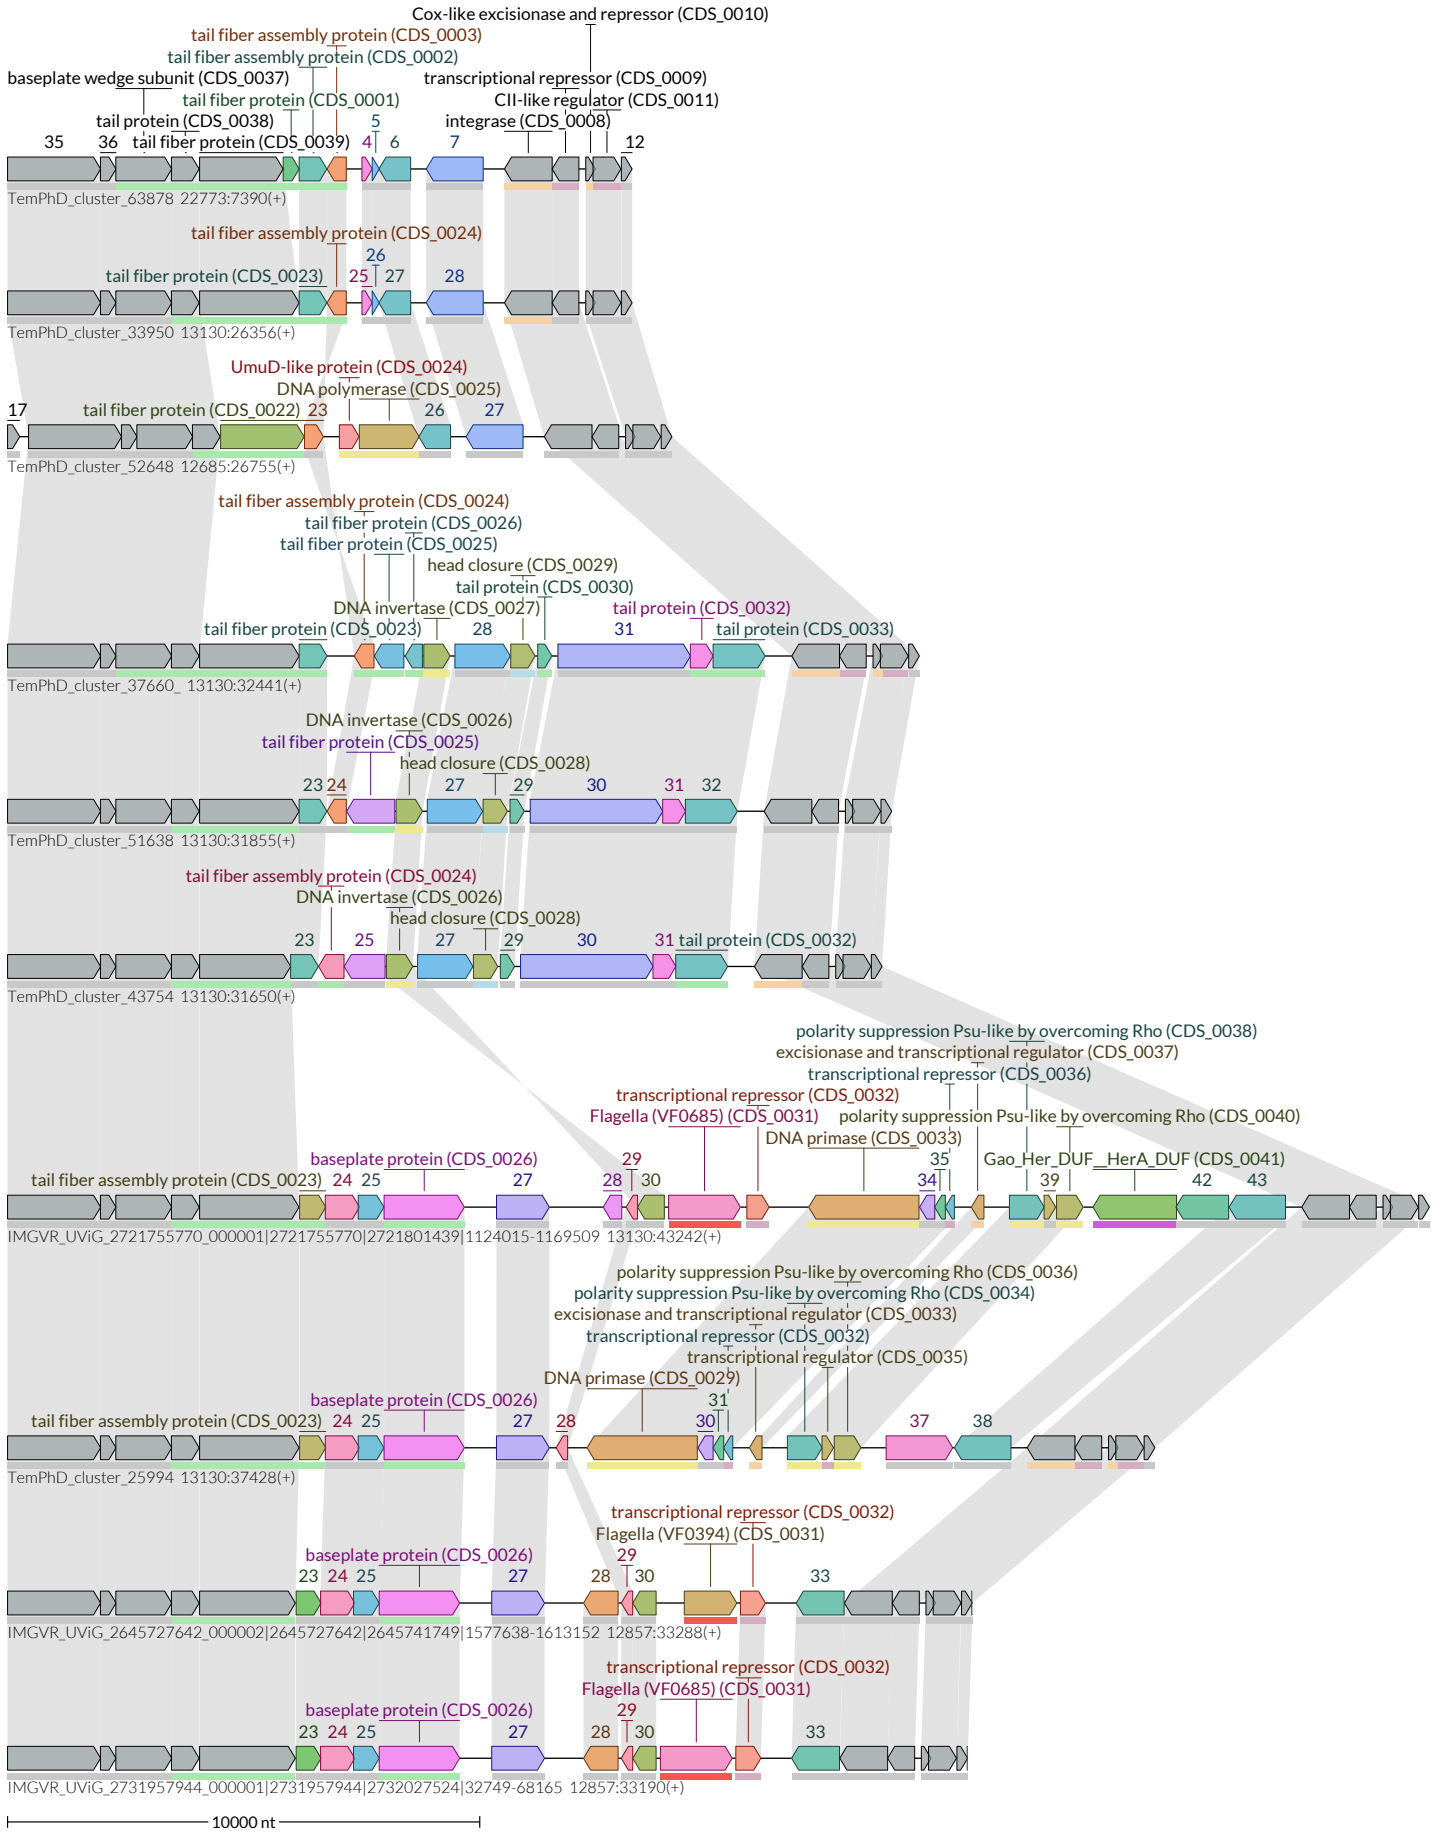 Cox-like excisionase and repressor (CDS_0010)
tail fiber assembly protein (CDS_0003)
tail fiber assembly protein (CDS_0002)
baseplate wedge subunit (CDS_0037) transcriptional repressor (CDS_0009)
tail fiber protein (CDS_0001) CII-like regulator (CDS_0011)
tail protein (CDS_0038) 5 integrase (CDS_0008)
35 36 tail fiber protein (CDS_0039) 4 6 7 12
TemPhD_cluster_63878 22773:7390(+)
tail fiber assembly protein (CDS_0024)
26
tail fiber protein (CDS_0023) 25 27 28
TemPhD_cluster_33950 13130:26356(+)
UmuD-like protein (CDS_0024)
DNA polymerase (CDS_0025)
17 tail fiber protein (CDS_0022) 23 26 27
TemPhD_cluster_52648 12685:26755(+)
tail fiber assembly protein (CDS_0024)
tail fiber protein (CDS_0026)
tail fiber protein (CDS_0025)
head closure (CDS_0029)
tail protein (CDS_0030)
DNA invertase (CDS_0027) tail protein (CDS_0032)
tail fiber protein (CDS_0023) 28 31 tail protein (CDS_0033)
TemPhD_cluster_37660_ 13130:32441(+)
DNA invertase (CDS_0026)
tail fiber protein (CDS_0025)
head closure (CDS_0028)
23 24 27 29 30 31 32
TemPhD_cluster_51638 13130:31855(+)
tail fiber assembly protein (CDS_0024)
DNA invertase (CDS_0026)
head closure (CDS_0028)
23 25 27 29 30 31 tail protein (CDS_0032)
TemPhD_cluster_43754 13130:31650(+)
polarity suppression Psu-like by overcoming Rho (CDS_0038)
excisionase and transcriptional regulator (CDS_0037)
transcriptional repressor (CDS_0036)
transcriptional repressor (CDS_0032)
Flagella (VF0685) (CDS_0031) polarity suppression Psu-like by overcoming Rho (CDS_0040)
DNA primase (CDS_0033)
baseplate protein (CDS_0026) 29 35 Gao_Her_DUF__HerA_DUF (CDS_0041)
tail fiber assembly protein (CDS_0023) 24 25 27 28 30 34 39 42 43
IMGVR_UViG_2721755770_000001|2721755770|2721801439|1124015-1169509 13130:43242(+)
polarity suppression Psu-like by overcoming Rho (CDS_0036)
polarity suppression Psu-like by overcoming Rho (CDS_0034)
excisionase and transcriptional regulator (CDS_0033)
transcriptional repressor (CDS_0032)
transcriptional regulator (CDS_0035)
DNA primase (CDS_0029)
baseplate protein (CDS_0026) 31
tail fiber assembly protein (CDS_0023) 24 25 27 28 30 37 38
TemPhD_cluster_25994 13130:37428(+)
transcriptional repressor (CDS_0032)
Flagella (VF0394) (CDS_0031)
baseplate protein (CDS_0026) 29
23 24 25 27 28 30 33
IMGVR_UViG_2645727642_000002|2645727642|2645741749|1577638-1613152 12857:33288(+)
transcriptional repressor (CDS_0032)
Flagella (VF0685) (CDS_0031)
baseplate protein (CDS_0026) 29
23 24 25 27 28 30 33
IMGVR_UViG_2731957944_000001|2731957944|2732027524|32749-68165 12857:33190(+)
10000 nt